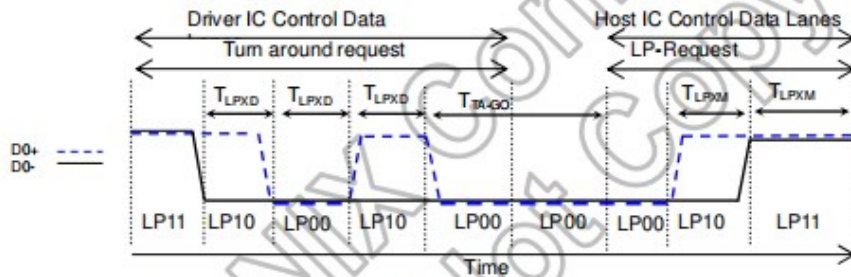 Driver IC Control Data
Host IC Control Data Lanes
Turn around request
LP-Request
TLPXD TLPXD TLPXD TTA-GO TLPXM TLPXM
D0+
D0-
LP11 LP10 LP00 LP10 LP00 LP00 LP00 LP10 LP11
Time